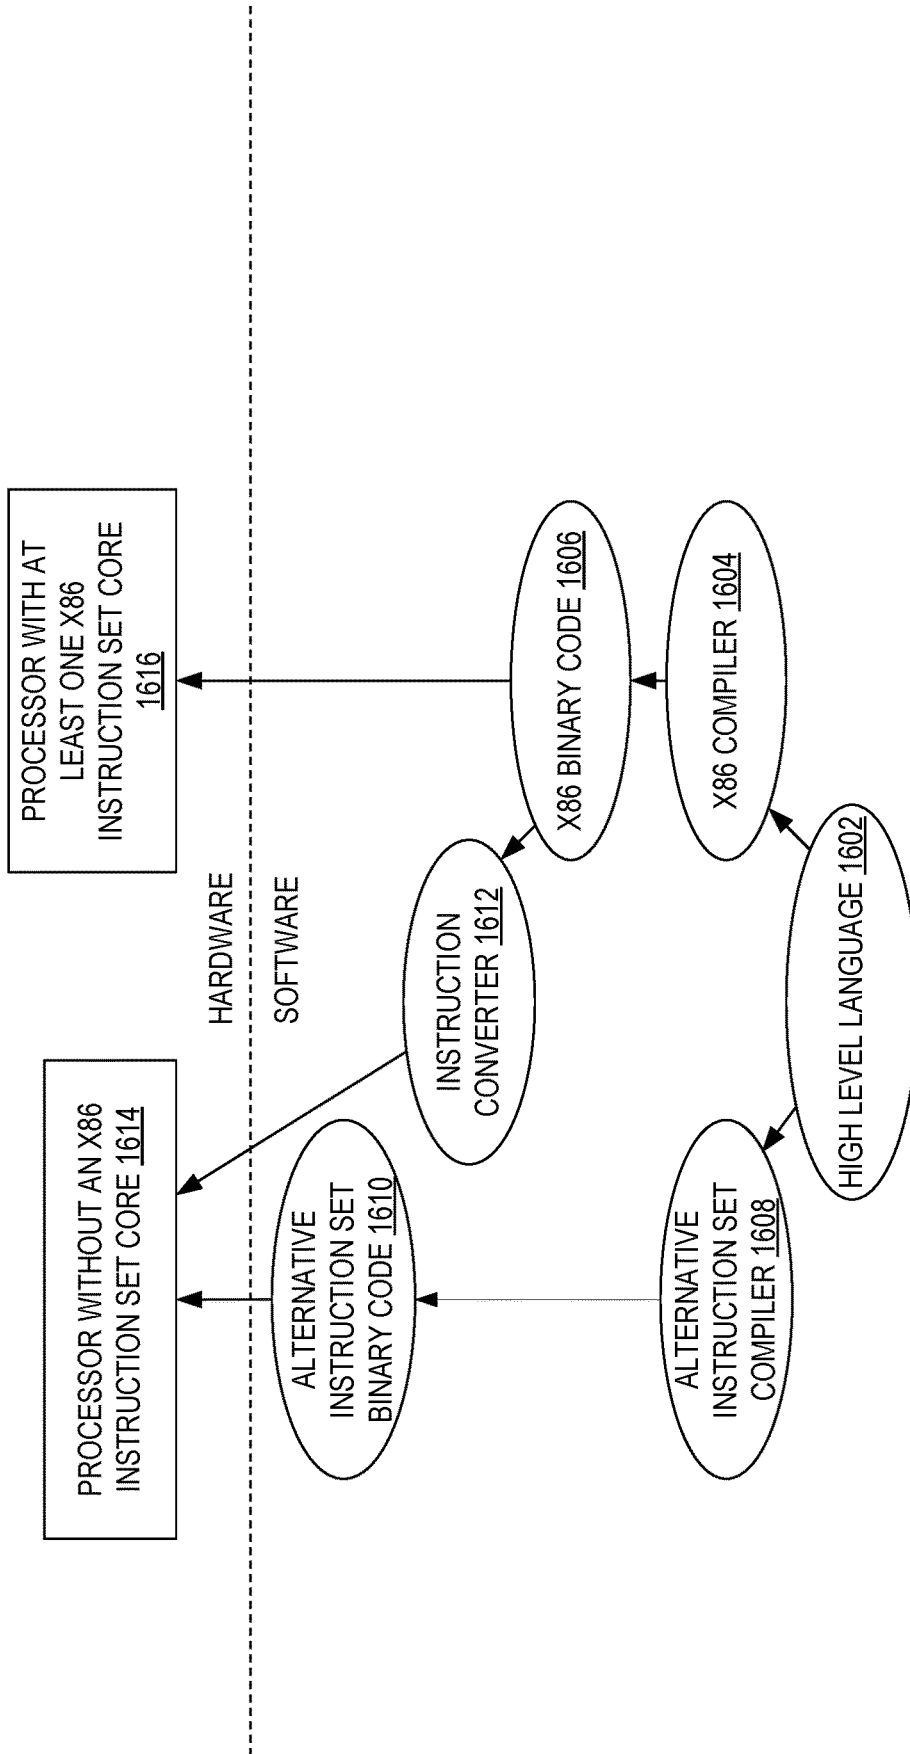 PROCESSOR WITHOUT AN X86
INSTRUCTION SET CORE 1614
PROCESSOR WITH AT
LEAST ONE X86
INSTRUCTION SET CORE
1616
HARDWARE
SOFTWARE
ALTERNATIVE
INSTRUCTION SET
BINARY CODE 1610
INSTRUCTION
CONVERTER 1612
X86 BINARY CODE 1606
ALTERNATIVE
INSTRUCTION SET
COMPILER 1608
X86 COMPILER 1604
HIGH LEVEL LANGUAGE 1602